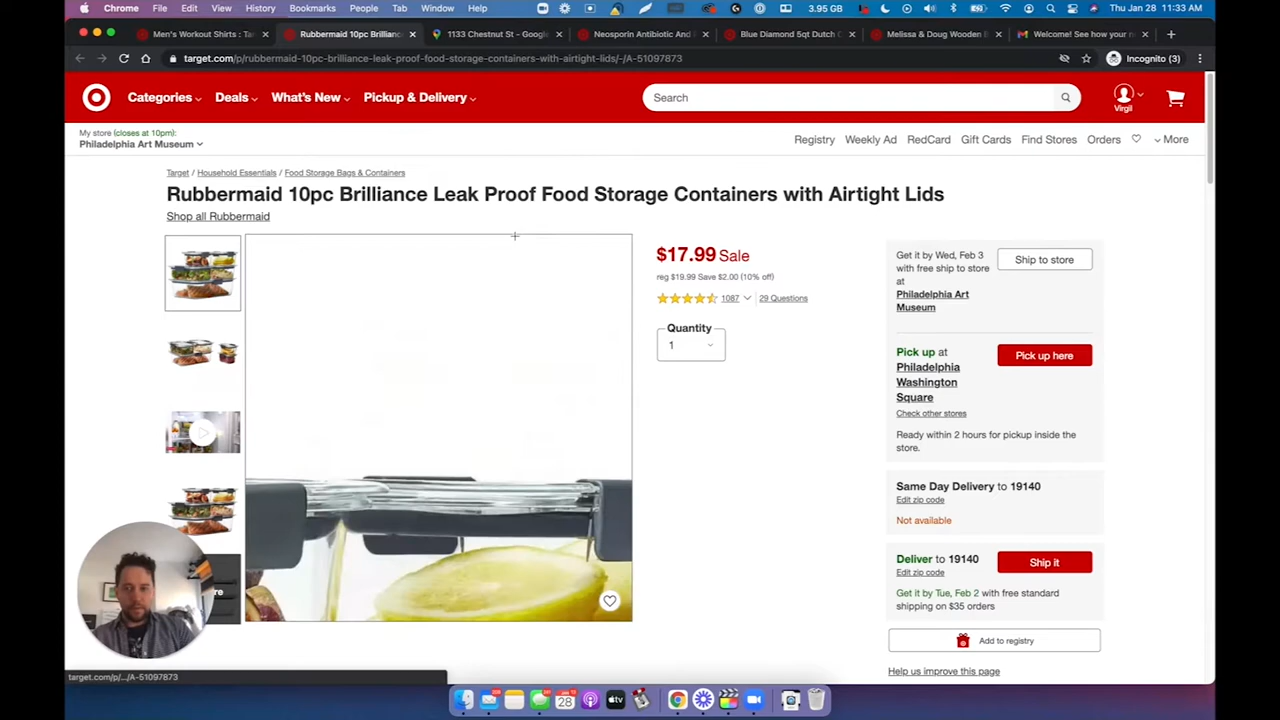 Chrome File Edit View History Bookmarks People Tab Window Help 3.95 GB Thu Jan 28 11:33 AM
Men's Workout Shirts : Ta
Rubbermaid 10pc Brillianc
1133 Chestnut St - Google
Neosporin Antibiotic And
Blue Diamond 5qt Dutch
Melissa & Doug Wooden
Welcome! See how your
target.com/p/rubbermaid-10pc-brilliance-leak-proof-food-storage-containers-with-airtight-lids/-/A-51097873
Incognito (3)
Categories Deals What's New Pickup & Delivery
Search
Virgil
My store (closes at 10pm):
Philadelphia Art Museum
Registry Weekly Ad RedCard Gift Cards Find Stores Orders More
Target / Household Essentials / Food Storage Bags & Containers
Rubbermaid 10pc Brilliance Leak Proof Food Storage Containers with Airtight Lids
Shop all Rubbermaid
$17.99 Sale
reg $19.99 Save $2.00 (10% off)
1087 29 Questions
Quantity
1
Get it by Wed, Feb 3
with free ship to store
at
Philadelphia Art
Museum
Ship to store
Pick up at
Philadelphia
Washington
Square
Check other stores
Pick up here
Ready within 2 hours for pickup inside the
store.
Same Day Delivery to 19140
Edit zip code
Not available
Deliver to 19140
Edit zip code
Ship it
Get it by Tue, Feb 2 with free standard
shipping on $35 orders
Add to registry
Help us improve this page
target.com/p/.../A-51097873
28